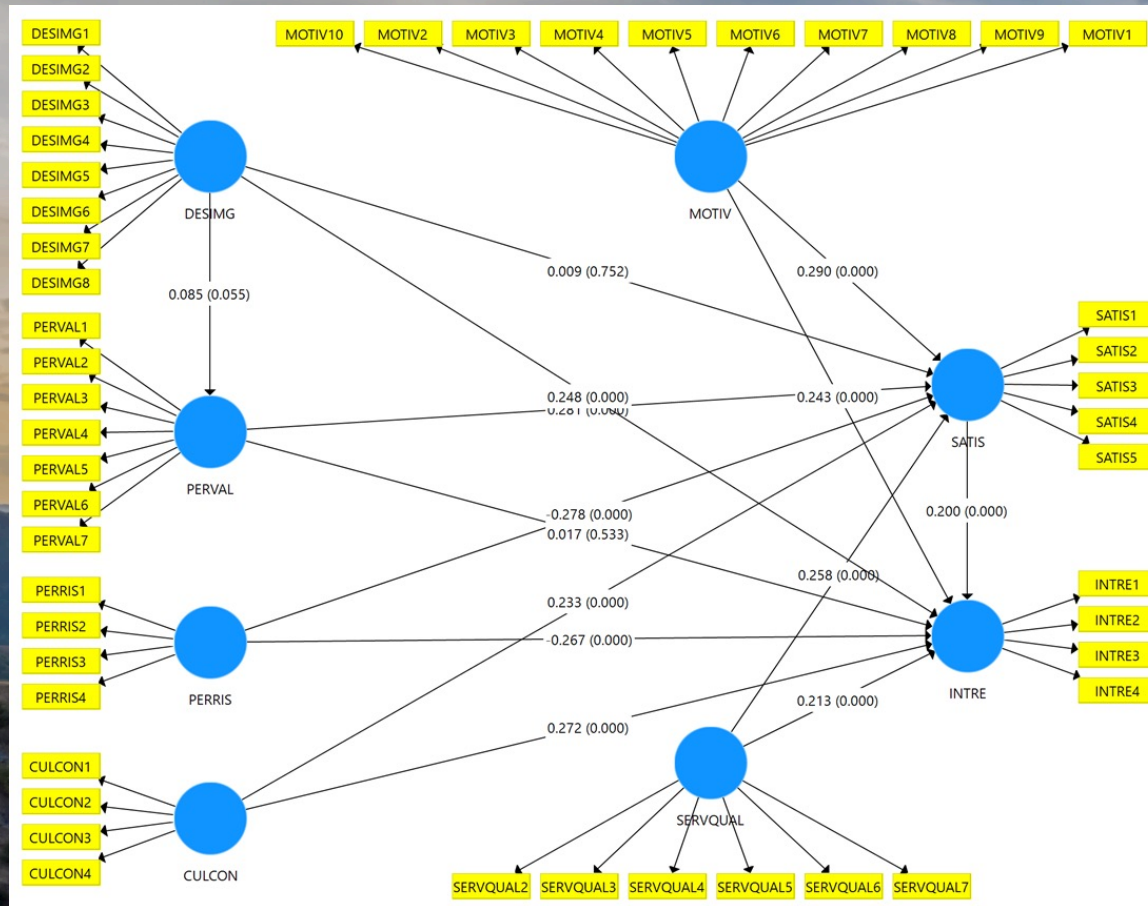 DESIMG1
DESIMG2
DESIMG3
DESIMG4
DESIMG5
DESIMG6
DESIMG7
DESIMG8
MOTIV10 MOTIV2 MOTIV3 MOTIV4 MOTIV5 MOTIV6 MOTIV7 MOTIV8 MOTIV9 MOTIV1
DESIMG
MOTIV
0.009 (0.752)
0.290 (0.000)
0.085 (0.055)
PERVAL1
PERVAL2
PERVAL3
PERVAL4
PERVAL5
PERVAL6
PERVAL7
SATIS1
SATIS2
SATIS3
SATIS4
SATIS5
0.248 (0.000)
0.243 (0.000)
0.281 (0.000)
SATIS
PERVAL
-0.278 (0.000)
0.017 (0.533)
0.200 (0.000)
0.258 (0.000)
0.233 (0.000)
-0.267 (0.000)
PERRIS1
PERRIS2
PERRIS3
PERRIS4
INTRE1
INTRE2
INTRE3
INTRE4
PERRIS
INTRE
0.213 (0.000)
0.272 (0.000)
CULCON1
CULCON2
CULCON3
CULCON4
CULCON
SERVQUAL
SERVQUAL2 SERVQUAL3 SERVQUAL4 SERVQUAL5 SERVQUAL6 SERVQUAL7